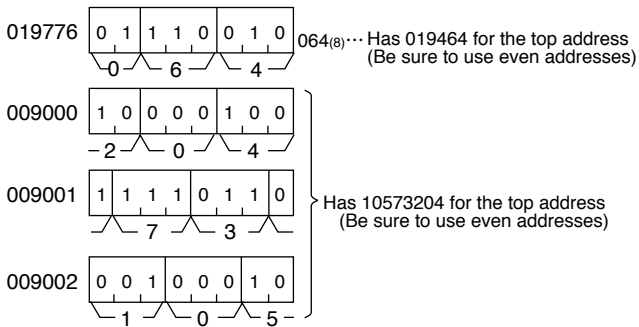 019776 0 1 1 1 0 0 1 0 064(8)··· Has 019464 for the top address
0 6 4 (Be sure to use even addresses)
009000 1 0 0 0 0 1 0 0
2 0 4
009001 1 1 1 1 0 1 1 0 Has 10573204 for the top address
7 3 (Be sure to use even addresses)
009002 0 0 1 0 0 0 1 0
1 0 5